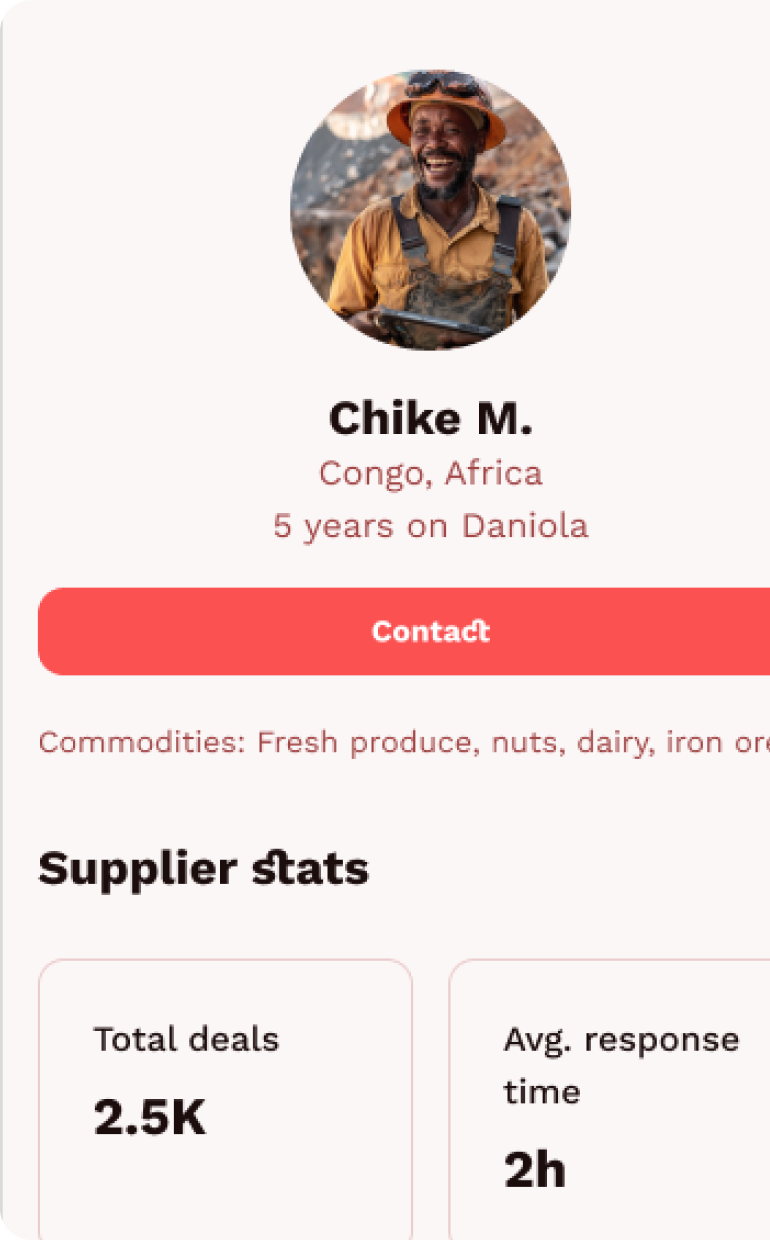 Chike M.
Congo, Africa
5 years on Daniola
Contact
Commodities: Fresh produce, nuts, dairy, iron ore
Supplier stats
Total deals
2.5K
Avg. response
time
2h